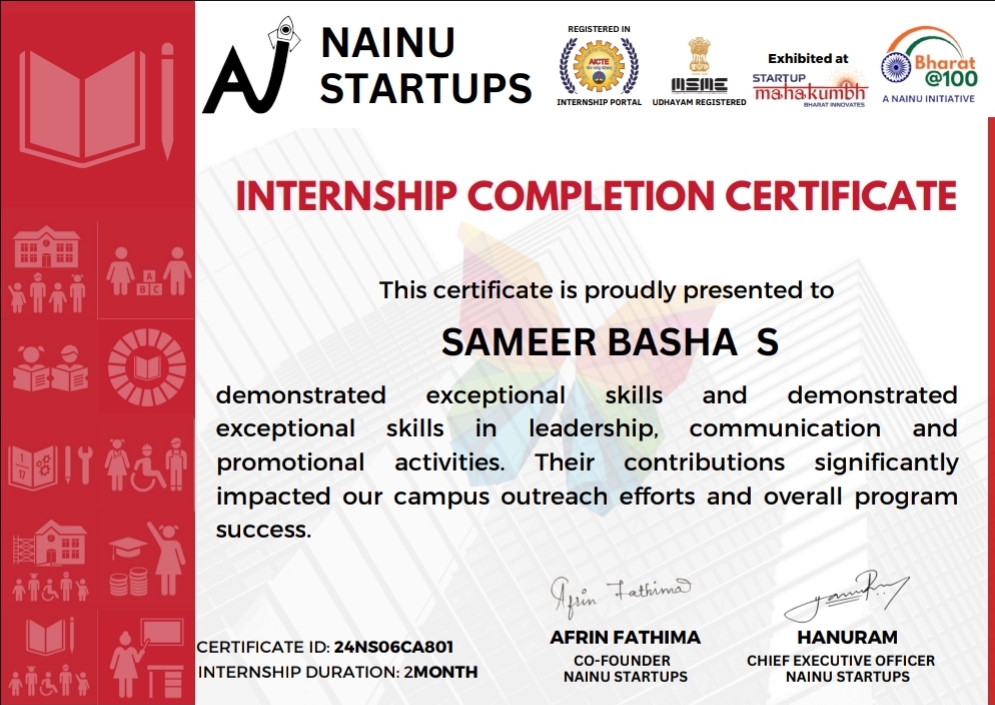 AJ
NAINU
STARTUPS
REGISTERED IN
AICTE
INTERNSHIP PORTAL
MSME
UDHAYAM REGISTERED
Exhibited at
STARTUP
mahakumbh
BHARAT INNOVATES
Bharat
@100
A NAINU INITIATIVE
INTERNSHIP COMPLETION CERTIFICATE
This certificate is proudly presented to
SAMEER BASHA S
demonstrated exceptional skills and demonstrated
exceptional skills in leadership, communication and
promotional activities. Their contributions significantly
impacted our campus outreach efforts and overall program
success.
A
B C
1
17
Afrin Fathima
AFRIN FATHIMA
CO-FOUNDER
NAINU STARTUPS
HANURAM
CHIEF EXECUTIVE OFFICER
NAINU STARTUPS
CERTIFICATE ID: 24NS06CA801
INTERNSHIP DURATION: 2MONTH